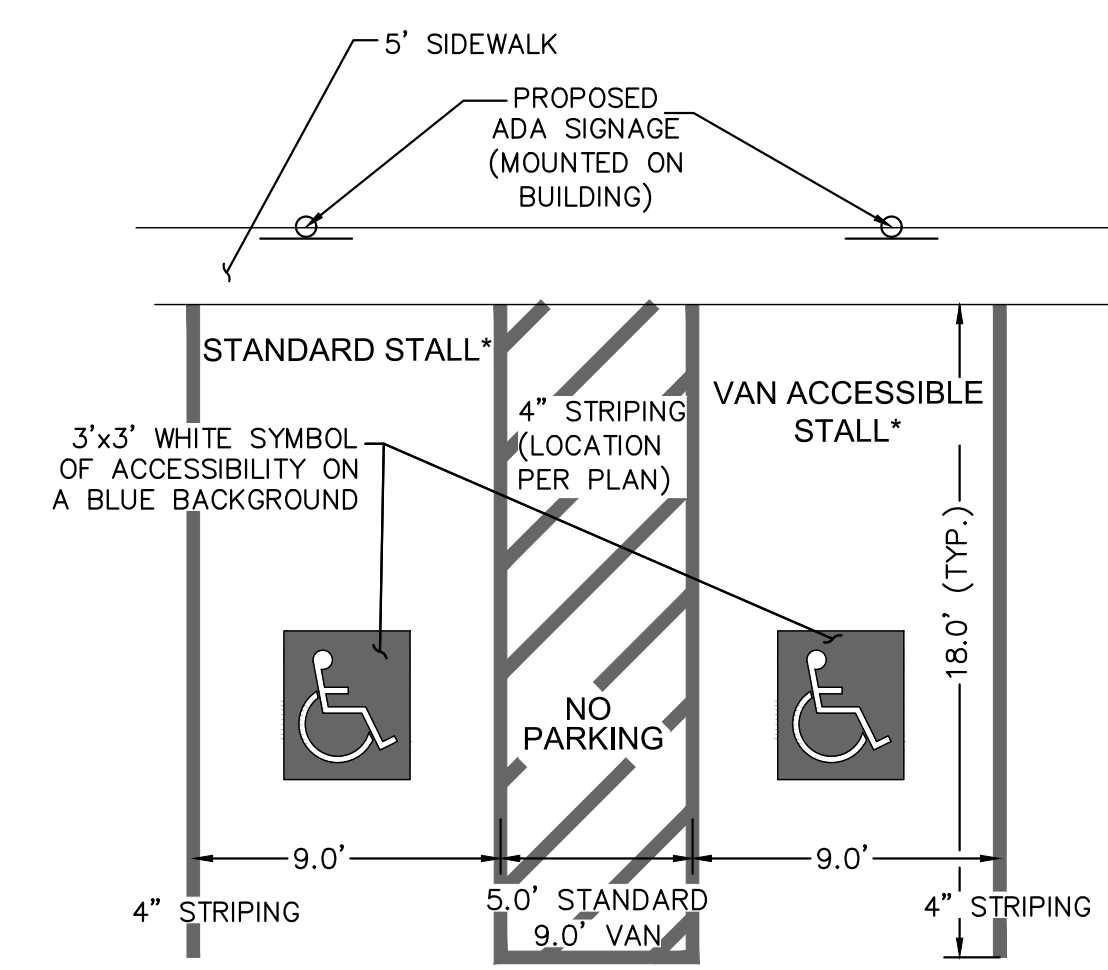 5' SIDEWALK
PROPOSED
ADA SIGNAGE
(MOUNTED ON
BUILDING)
STANDARD STALL*
VAN ACCESSIBLE
STALL*
4" STRIPING
(LOCATION
PER PLAN)
3'x3' WHITE SYMBOL
OF ACCESSIBILITY ON
A BLUE BACKGROUND
18.0' (TYP.)
NO
PARKING
9.0'
9.0'
5.0' STANDARD
9.0' VAN
4" STRIPING
4" STRIPING